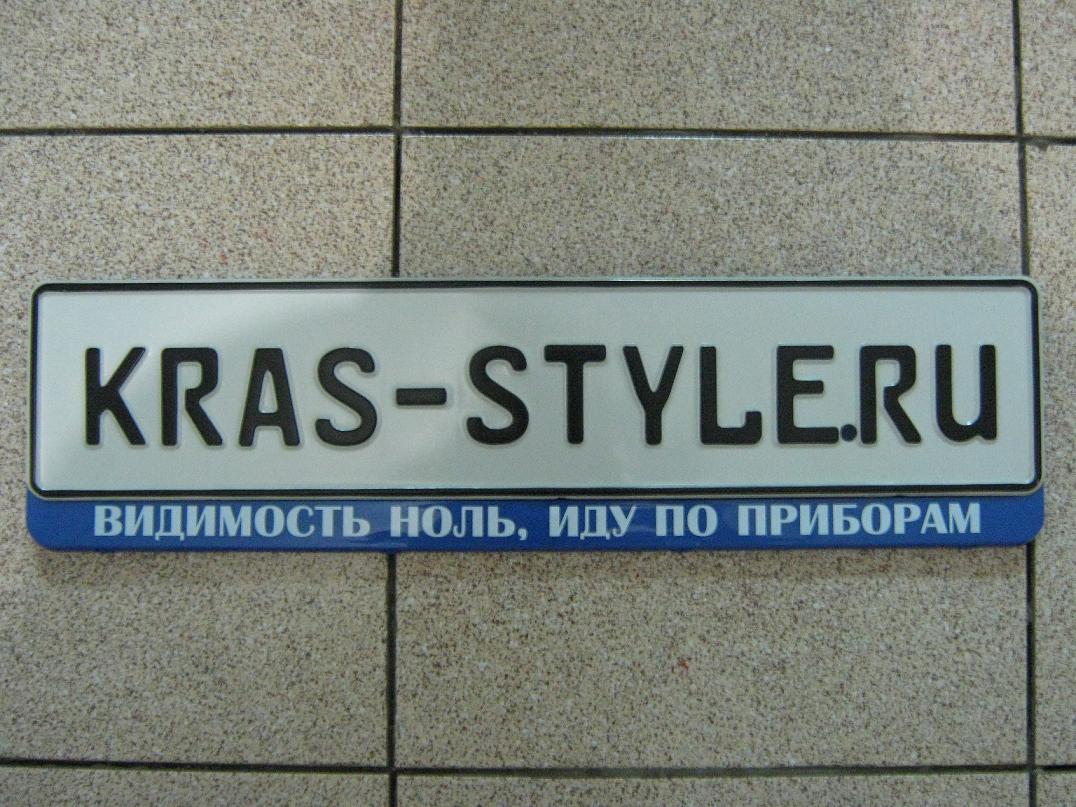 KRAS-STYLE.RU
ВИДИМОСТЬ НОЛЬ, ИДУ ПО ПРИБОРАМ